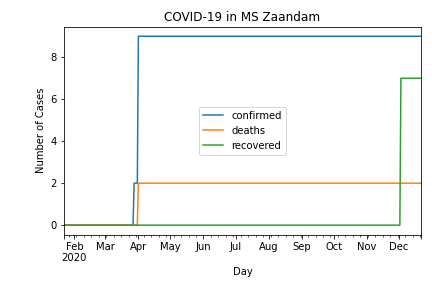 COVID-19 in MS Zaandam
Number of Cases
8
6
4
2
0
confirmed
deaths
recovered
Feb Mar Apr May Jun Jul Aug Sep Oct Nov Dec
2020
Day